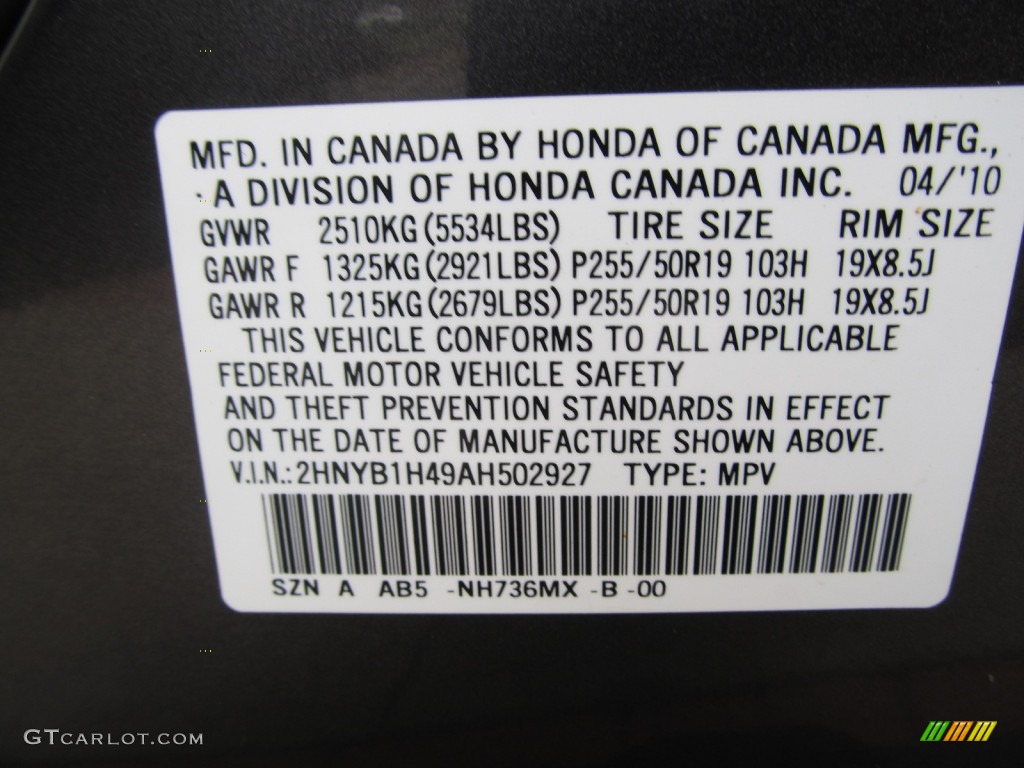 MFD. IN CANADA BY HONDA OF CANADA MFG.,
A DIVISION OF HONDA CANADA INC. 04/'10
GVWR 2510KG (5534LBS) TIRE SIZE RIM SIZE
GAWR F 1325KG (2921LBS) P255/50R19 103H 19X8.5J
GAWR R 1215KG (2679LBS) P255/50R19 103H 19X8.5J
THIS VEHICLE CONFORMS TO ALL APPLICABLE
FEDERAL MOTOR VEHICLE SAFETY
AND THEFT PREVENTION STANDARDS IN EFFECT
ON THE DATE OF MANUFACTURE SHOWN ABOVE.
V.I.N.: 2HNYB1H49AH502927 TYPE: MPV
SZN A AB5 -NH736MX -B -00
GTCARLOT.COM